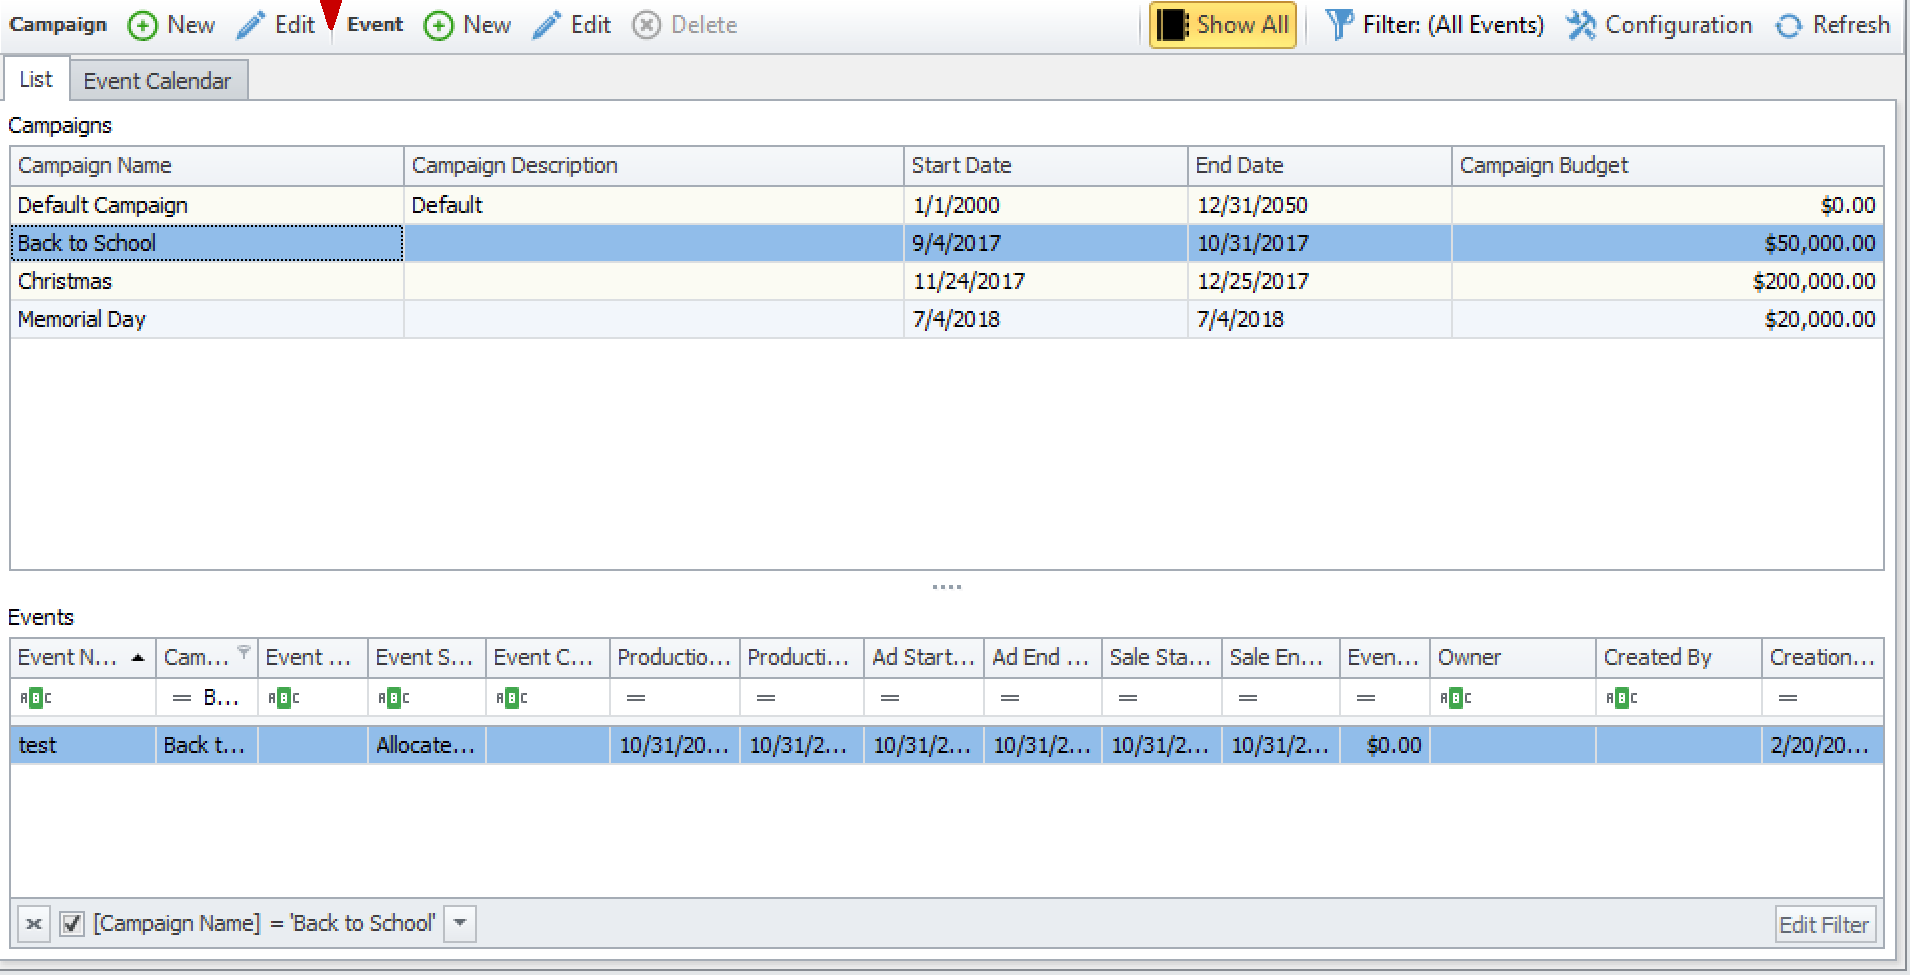 Campaign New Edit Event New Edit Delete Show All Filter: (All Events) Configuration Refresh
List Event Calendar
Campaigns
Campaign Name Campaign Description Start Date End Date Campaign Budget
Default Campaign Default 1/1/2000 12/31/2050 $0.00
Back to School 9/4/2017 10/31/2017 $50,000.00
Christmas 11/24/2017 12/25/2017 $200,000.00
Memorial Day 7/4/2018 7/4/2018 $20,000.00
Events
Event N... Cam... Event ... Event S... Event C... Productio... Producti... Ad Start... Ad End ... Sale Sta... Sale En... Even... Owner Created By Creation...
ABC = B... ABC ABC ABC = = = = = = = ABC ABC =
test Back t... Allocate... 10/31/20... 10/31/2... 10/31/2... 10/31/2... 10/31/2... 10/31/2... $0.00 2/20/20...
[Campaign Name] = 'Back to School' Edit Filter